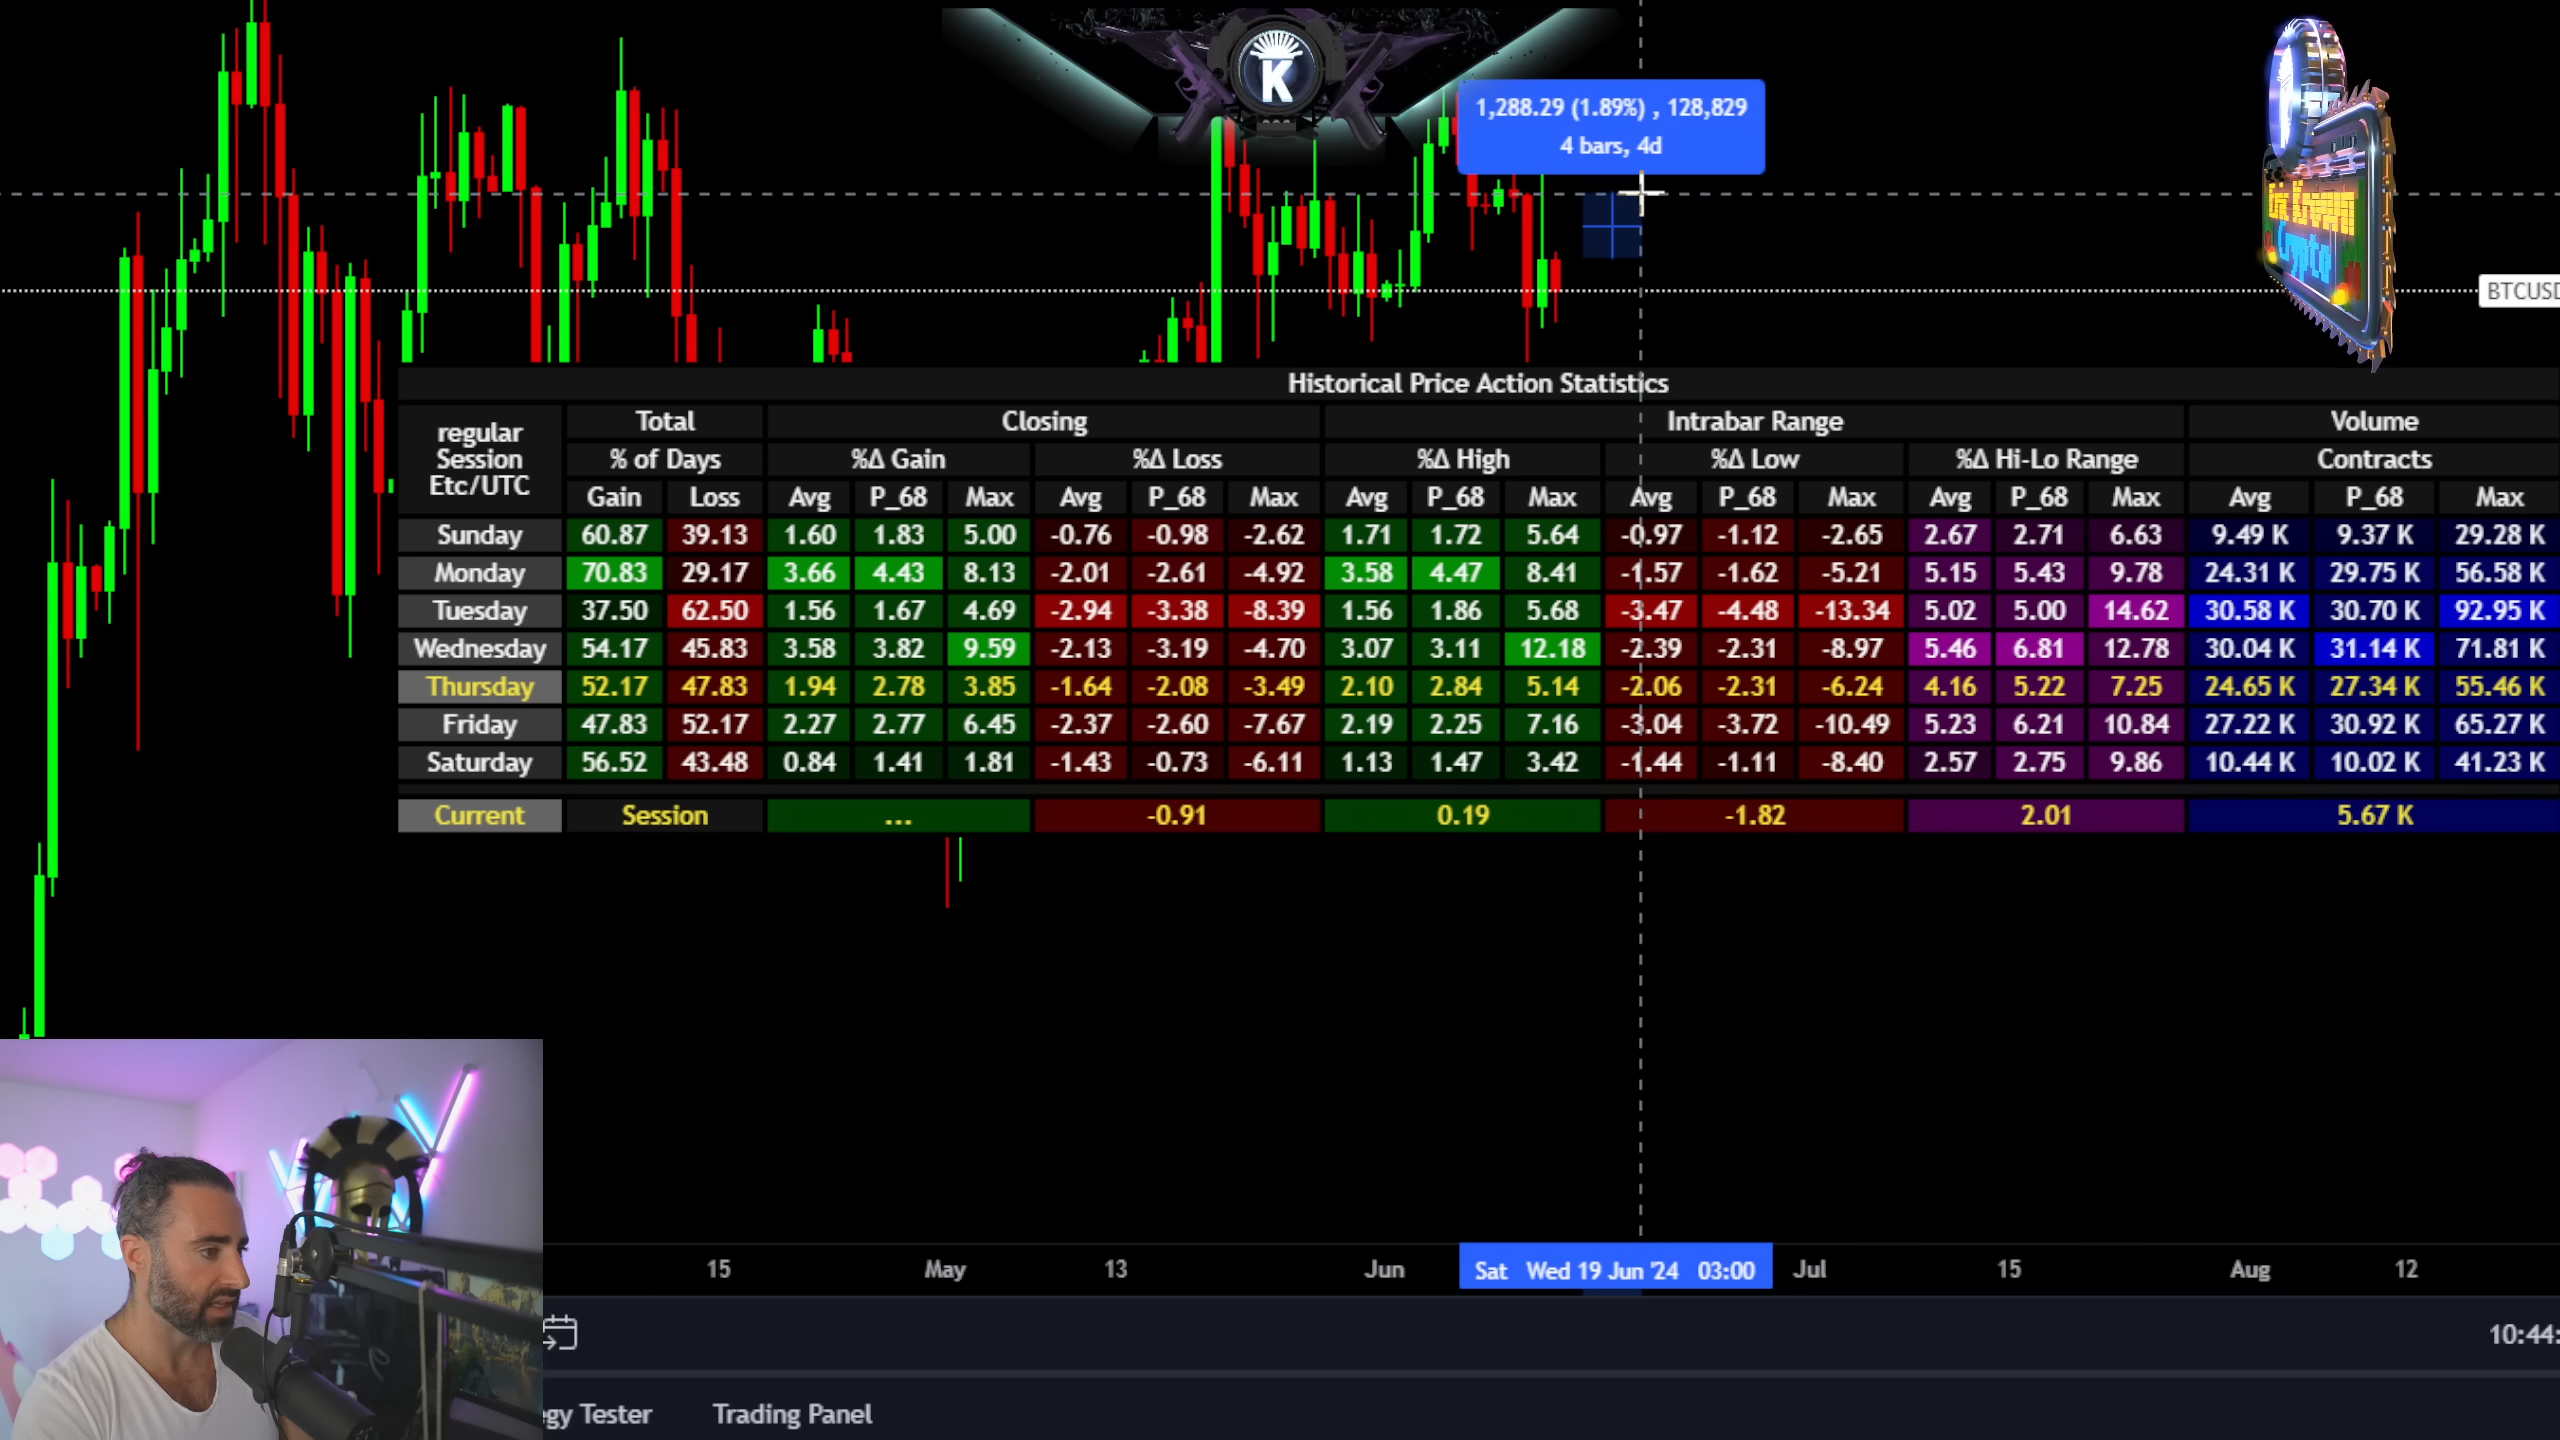 K
1,288.29 (1.89%) , 128,829
4 bars, 4d
Crypto
BTCUSD
Historical Price Action Statistics
regular Session Etc/UTC Total Closing Intrabar Range Volume
% of Days %Δ Gain %Δ Loss %Δ High %Δ Low %Δ Hi-Lo Range Contracts
Gain Loss Avg P_68 Max Avg P_68 Max Avg P_68 Max Avg P_68 Max Avg P_68 Max Avg P_68 Max
Sunday 60.87 39.13 1.60 1.83 5.00 -0.76 -0.98 -2.62 1.71 1.72 5.64 -0.97 -1.12 -2.65 2.67 2.71 6.63 9.49 K 9.37 K 29.28 K
Monday 70.83 29.17 3.66 4.43 8.13 -2.01 -2.61 -4.92 3.58 4.47 8.41 -1.57 -1.62 -5.21 5.15 5.43 9.78 24.31 K 29.75 K 56.58 K
Tuesday 37.50 62.50 1.56 1.67 4.69 -2.94 -3.38 -8.39 1.56 1.86 5.68 -3.47 -4.48 -13.34 5.02 5.00 14.62 30.58 K 30.70 K 92.95 K
Wednesday 54.17 45.83 3.58 3.82 9.59 -2.13 -3.19 -4.70 3.07 3.11 12.18 -2.39 -2.31 -8.97 5.46 6.81 12.78 30.04 K 31.14 K 71.81 K
Thursday 52.17 47.83 1.94 2.78 3.85 -1.64 -2.08 -3.49 2.10 2.84 5.14 -2.06 -2.31 -6.24 4.16 5.22 7.25 24.65 K 27.34 K 55.46 K
Friday 47.83 52.17 2.27 2.77 6.45 -2.37 -2.60 -7.67 2.19 2.25 7.16 -3.04 -3.72 -10.49 5.23 6.21 10.84 27.22 K 30.92 K 65.27 K
Saturday 56.52 43.48 0.84 1.41 1.81 -1.43 -0.73 -6.11 1.13 1.47 3.42 -1.44 -1.11 -8.40 2.57 2.75 9.86 10.44 K 10.02 K 41.23 K
Current Session ... -0.91 0.19 -1.82 2.01 5.67 K
15 May 13 Jun Sat Wed 19 Jun '24 03:00 Jul 15 Aug 12
10:44:
gy Tester Trading Panel